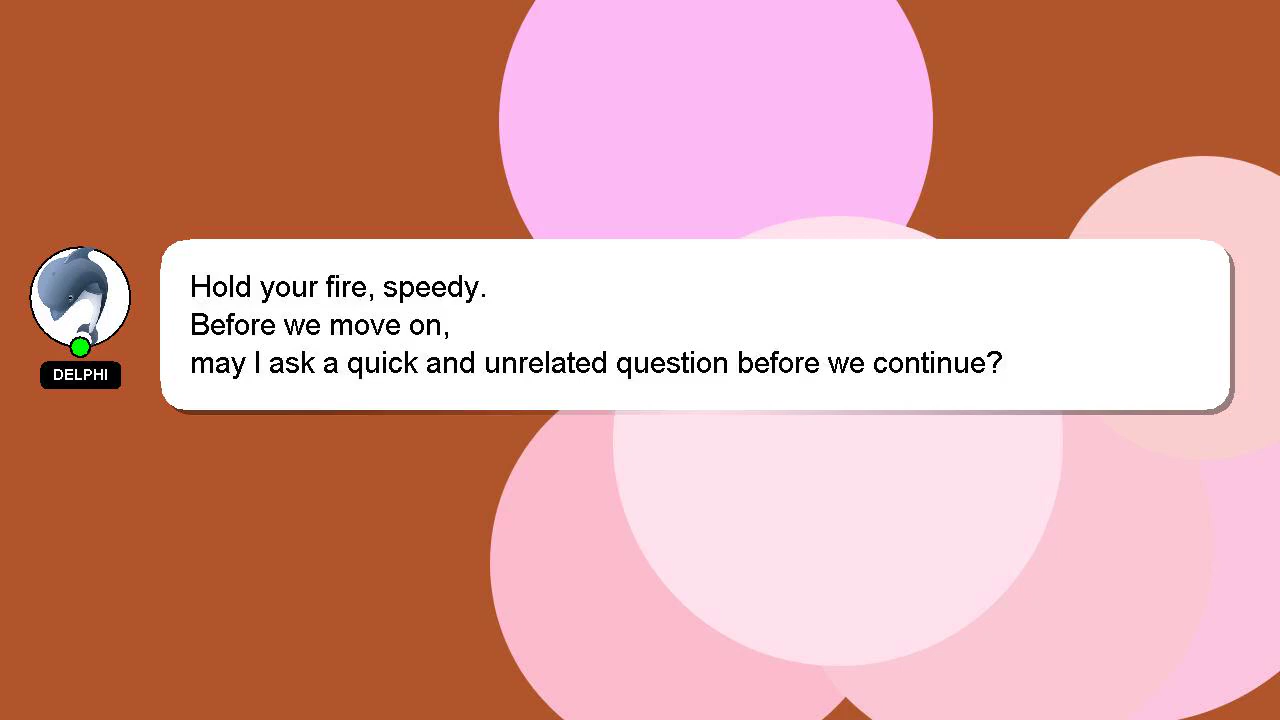 Hold your fire, speedy.
Before we move on,
may I ask a quick and unrelated question before we continue?
DELPHI